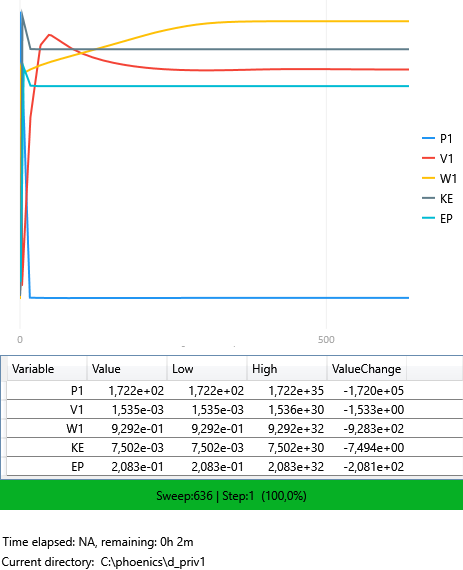 P1
V1
W1
KE
EP
0 500
Variable Value Low High ValueChange
P1 1,722e+02 1,722e+02 1,722e+35 -1,720e+05
V1 1,535e-03 1,535e-03 1,536e+30 -1,533e+00
W1 9,292e-01 9,292e-01 9,292e+32 -9,283e+02
KE 7,502e-03 7,502e-03 7,502e+30 -7,494e+00
EP 2,083e-01 2,083e-01 2,083e+32 -2,081e+02
Sweep:636 | Step:1 (100,0%)
Time elapsed: NA, remaining: 0h 2m
Current directory: C:\phoenics\d_priv1